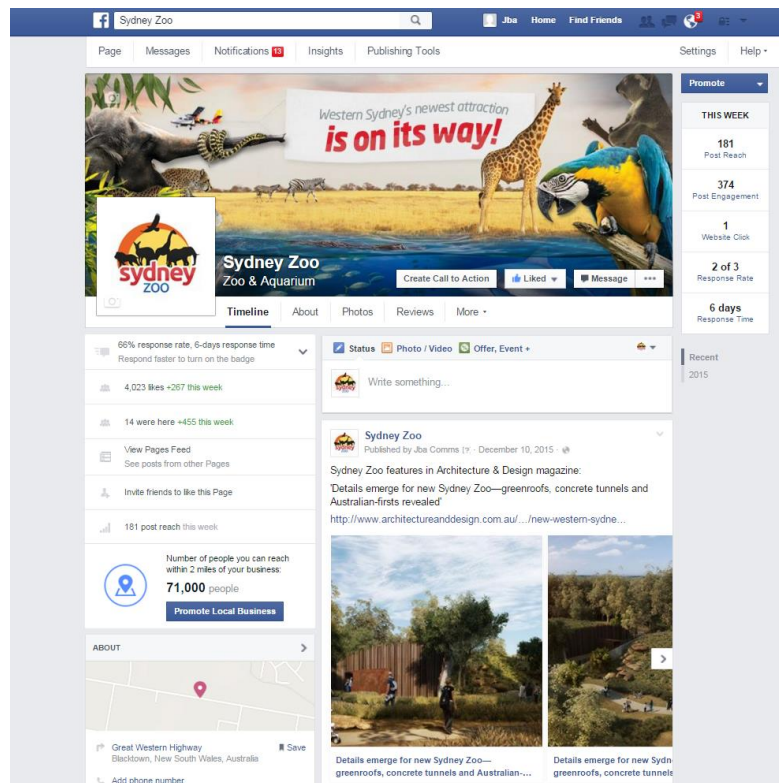 Sydney Zoo
Jba Home Find Friends 3
Page Messages Notifications 13 Insights Publishing Tools Settings Help
Western Sydney's newest attraction
is on its way!
sydney
ZOO
Sydney Zoo
Zoo & Aquarium
Create Call to Action Liked Message
Timeline About Photos Reviews More
Promote
THIS WEEK
181
Post Reach
374
Post Engagement
1
Website Click
2 of 3
Response Rate
6 days
Response Time
Recent
2015
66% response rate, 6-days response time
Respond faster to turn on the badge
4,023 likes +267 this week
14 were here +455 this week
View Pages Feed
See posts from other Pages
Invite friends to like this Page
181 post reach this week
Number of people you can reach
within 2 miles of your business:
71,000 people
Promote Local Business
ABOUT
Great Western Highway Save
Blacktown, New South Wales, Australia
Add phone number
Status Photo / Video Offer, Event +
Write something...
Sydney Zoo
Published by Jba Comms [?] · December 10, 2015 ·
Sydney Zoo features in Architecture & Design magazine:
'Details emerge for new Sydney Zoo—greenroofs, concrete tunnels and
Australian-firsts revealed'
http://www.architectureanddesign.com.au/…/new-western-sydne…
Details emerge for new Sydney Zoo—
greenroofs, concrete tunnels and Australian-...
Details emerge for new Sydn
greenroofs, concrete tunnels